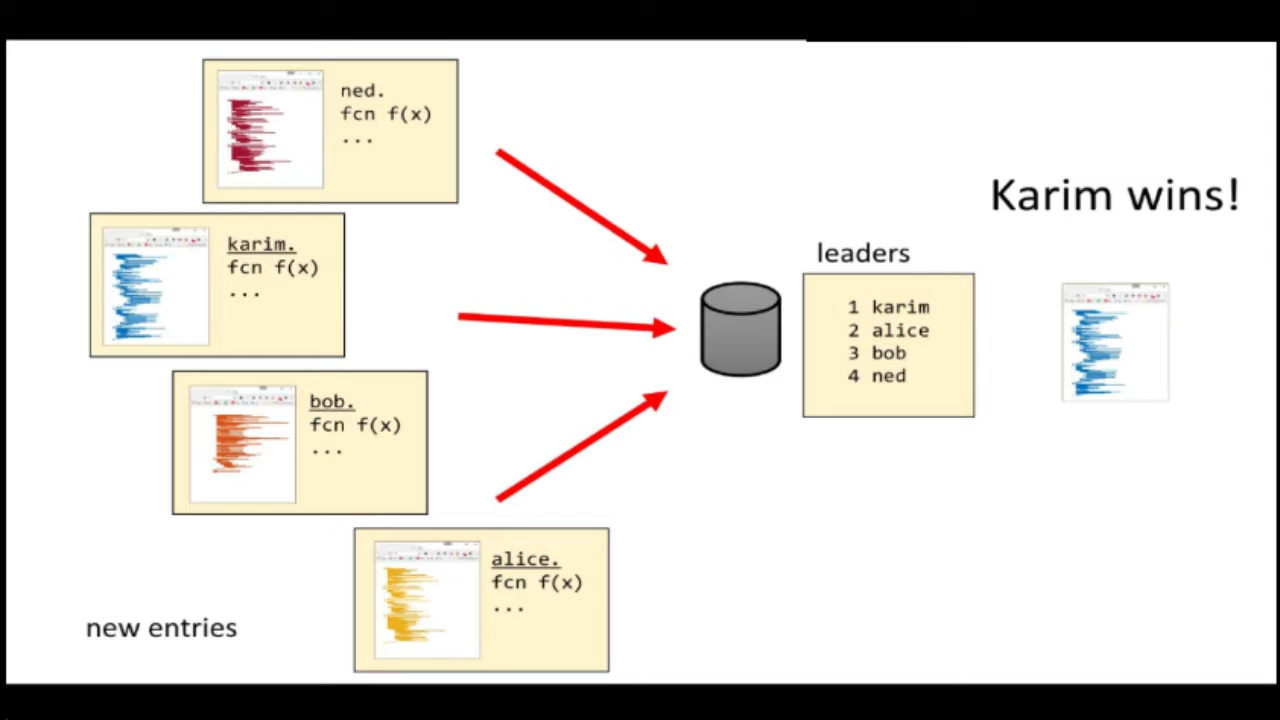 ned.
fcn f(x)
...
karim.
fcn f(x)
...
bob.
fcn f(x)
...
alice.
fcn f(x)
...
new entries
Karim wins!
leaders
1 karim
2 alice
3 bob
4 ned